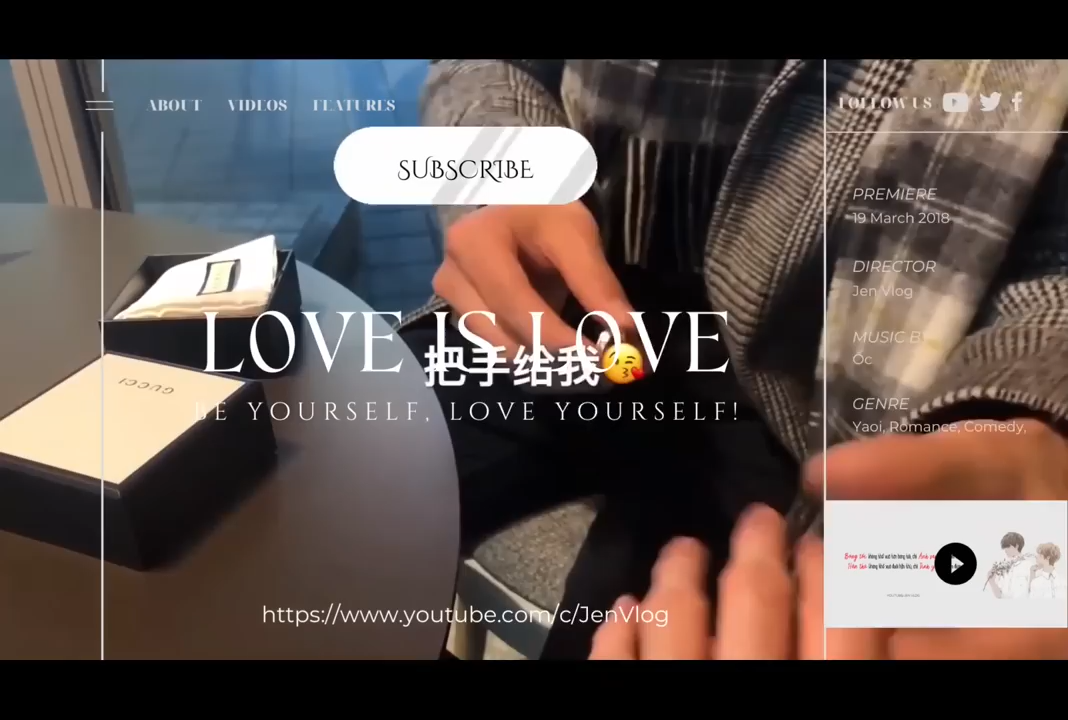 ABOUT VIDEOS FEATURES
FOLLOW US
SUBSCRIBE
PREMIERE
19 March 2018
DIRECTOR
Jen Vlog
MUSIC BY
Óc
GENRE
Yaoi, Romance, Comedy,
LOVE IS LOVE
把手给我😘
BE YOURSELF, LOVE YOURSELF!
GUCCI
https://www.youtube.com/c/JenVlog